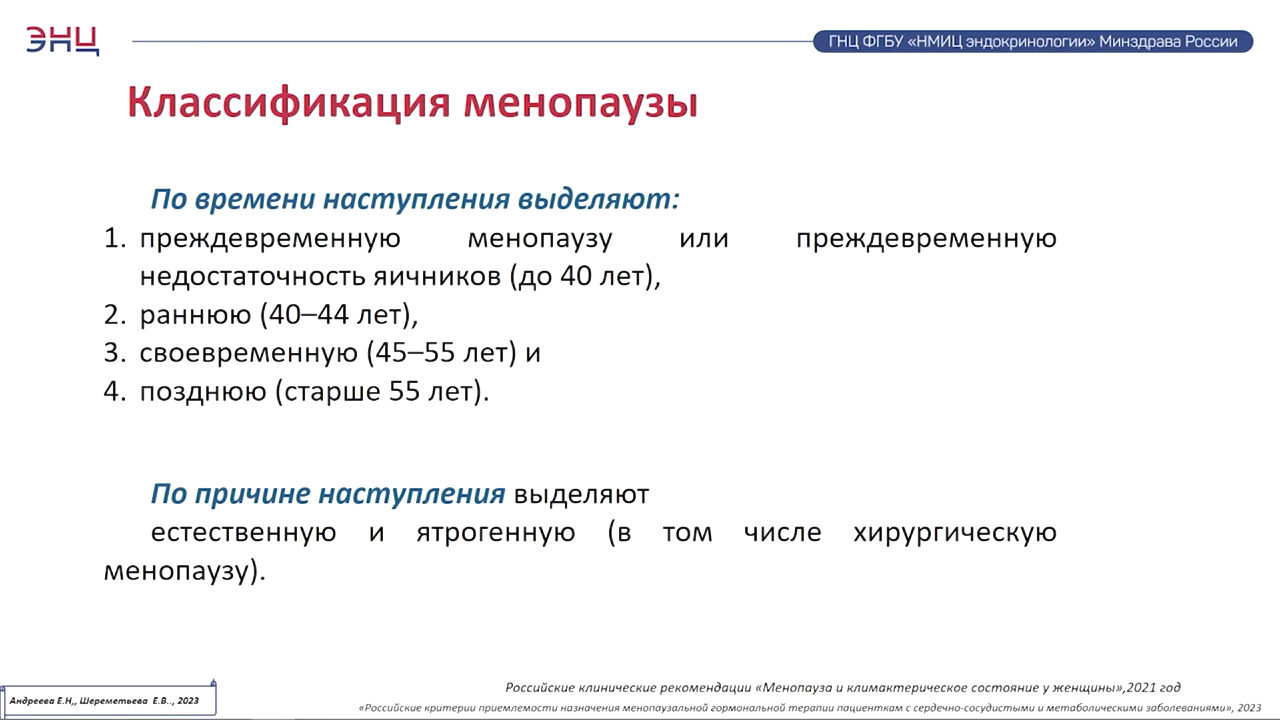 ЭНЦ
ГНЦ ФГБУ «НМИЦ эндокринологии» Минздрава России
Классификация менопаузы
По времени наступления выделяют:
1. преждевременную менопаузу или преждевременную
недостаточность яичников (до 40 лет),
2. раннюю (40–44 лет),
3. своевременную (45–55 лет) и
4. позднюю (старше 55 лет).
По причине наступления выделяют
естественную и ятрогенную (в том числе хирургическую
менопаузу).
Российские клинические рекомендации «Менопауза и климактерическое состояние у женщины»,2021 год
Андреева Е.Н,, Шереметьева Е.В.., 2023
«Российские критерии приемлемости назначения менопаузальной гормональной терапии пациенткам с сердечно-сосудистыми и метаболическими заболеваниями», 2023